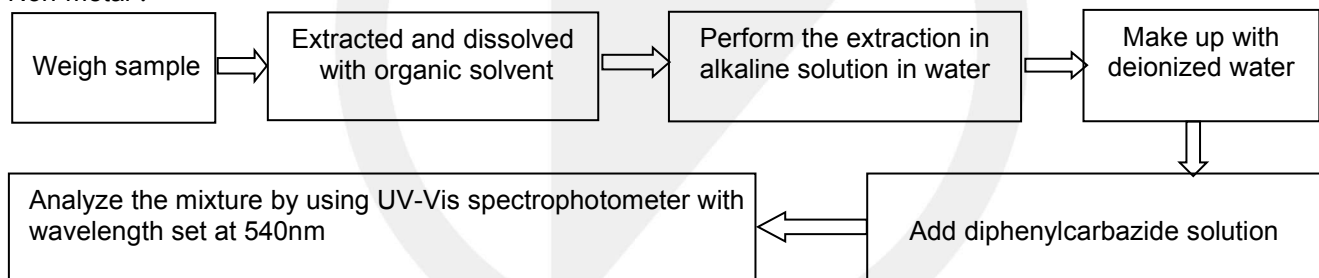 Weigh sample
Extracted and dissolved
with organic solvent
Perform the extraction in
alkaline solution in water
Make up with
deionized water
Add diphenylcarbazide solution
Analyze the mixture by using UV-Vis spectrophotometer with
wavelength set at 540nm